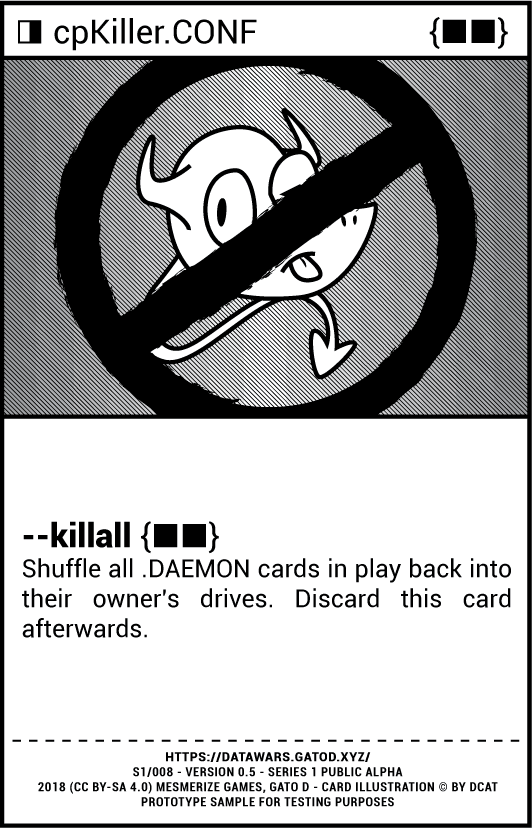 cpKiller.CONF {■■}
--killall {■■}
Shuffle all .DAEMON cards in play back into
their owner's drives. Discard this card
afterwards.
HTTPS://DATAWARS.GATOD.XYZ/
S1/008 - VERSION 0.5 - SERIES 1 PUBLIC ALPHA
2018 (CC BY-SA 4.0) MESMERIZE GAMES, GATO D - CARD ILLUSTRATION © BY DCAT
PROTOTYPE SAMPLE FOR TESTING PURPOSES